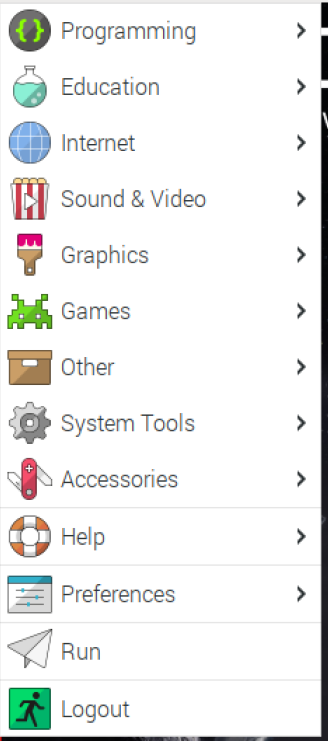 Programming
Education
Internet
Sound & Video
Graphics
Games
Other
System Tools
Accessories
Help
Preferences
Run
Logout